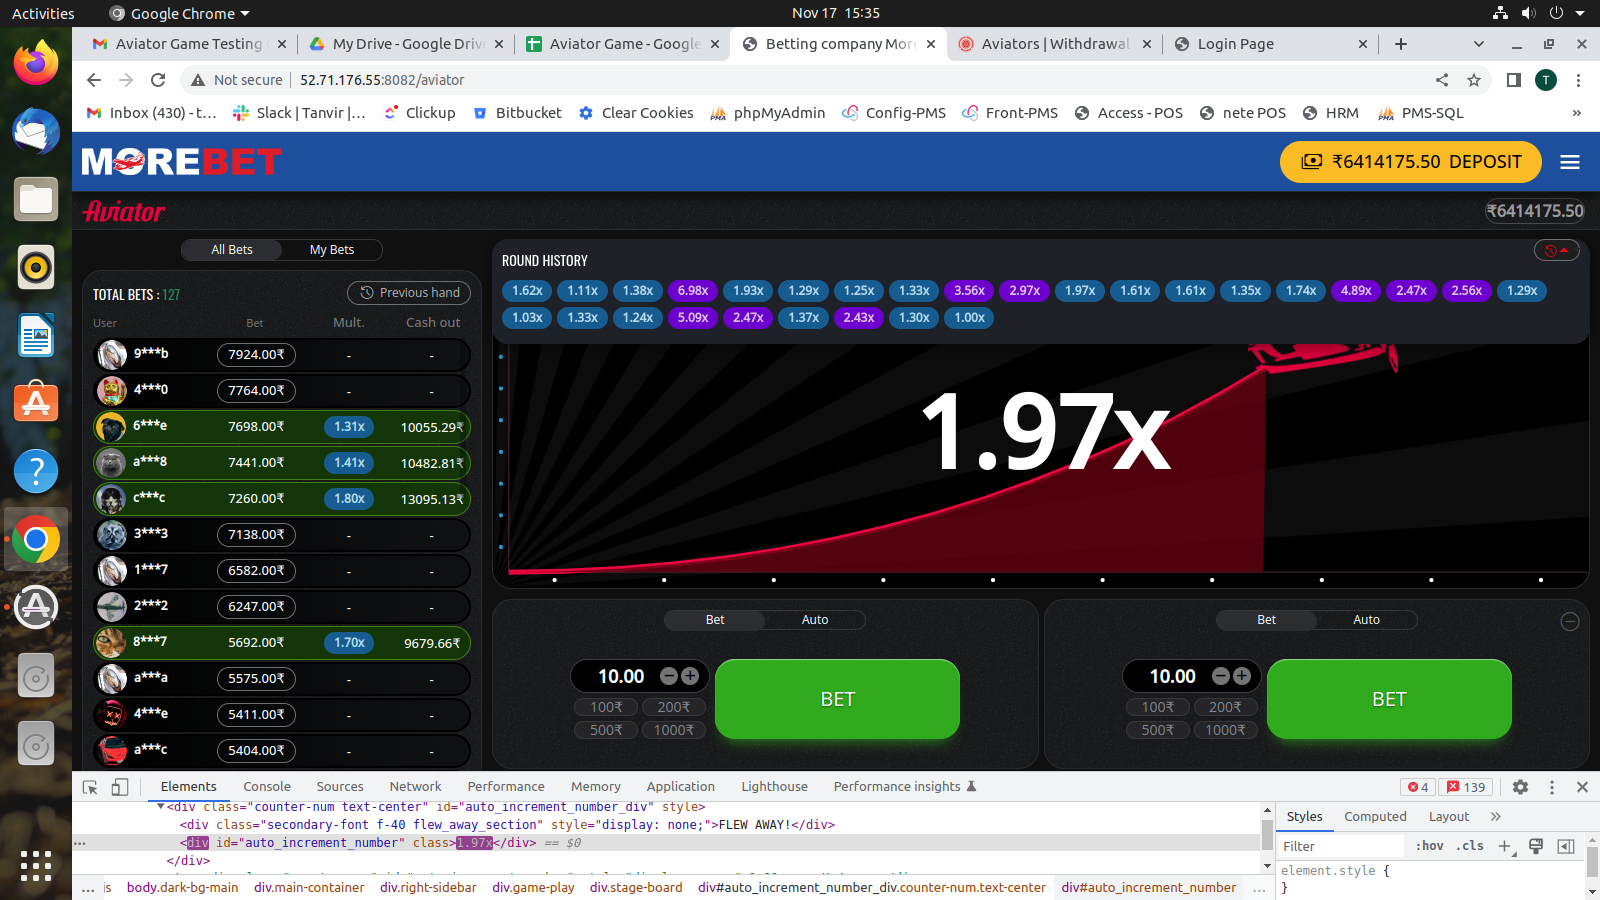 Activities Google Chrome Nov 17 15:35
Aviator Game Testing My Drive - Google Drive Aviator Game - Google Betting company More Aviators | Withdrawal Login Page
Not secure 52.71.176.55:8082/aviator T
Inbox (430) - t... Slack | Tanvir |... Clickup Bitbucket Clear Cookies phpMyAdmin Config-PMS Front-PMS Access - POS nete POS HRM PMS-SQL »
MOREBET ₹6414175.50 DEPOSIT
Aviator ₹6414175.50
All Bets My Bets
ROUND HISTORY
TOTAL BETS : 127 Previous hand
1.62x 1.11x 1.38x 6.98x 1.93x 1.29x 1.25x 1.33x 3.56x 2.97x 1.97x 1.61x 1.61x 1.35x 1.74x 4.89x 2.47x 2.56x 1.29x
1.03x 1.33x 1.24x 5.09x 2.47x 1.37x 2.43x 1.30x 1.00x
User Bet Mult. Cash out
9***b 7924.00₹ - -
4***0 7764.00₹ - -
6***e 7698.00₹ 1.31x 10055.29₹
a***8 7441.00₹ 1.41x 10482.81₹
c***c 7260.00₹ 1.80x 13095.13₹
3***3 7138.00₹ - -
1***7 6582.00₹ - -
2***2 6247.00₹ - -
8***7 5692.00₹ 1.70x 9679.66₹
a***a 5575.00₹ - -
4***e 5411.00₹ - -
a***c 5404.00₹ - -
1.97x
Bet Auto
10.00
100₹ 200₹
500₹ 1000₹
BET
Bet Auto
10.00
100₹ 200₹
500₹ 1000₹
BET
Elements Console Sources Network Performance Memory Application Lighthouse Performance insights 4 139
<div class="counter-num text-center" id="auto_increment_number_div" style>
<div class="secondary-font f-40 flew_away_section" style="display: none;">FLEW AWAY!</div>
<div id="auto_increment_number" class>1.97x</div> == $0
</div>
... is body.dark-bg-main div.main-container div.right-sidebar div.game-play div.stage-board div#auto_increment_number_div.counter-num.text-center div#auto_increment_number ...
Styles Computed Layout »
Filter :hov .cls +
element.style {
}